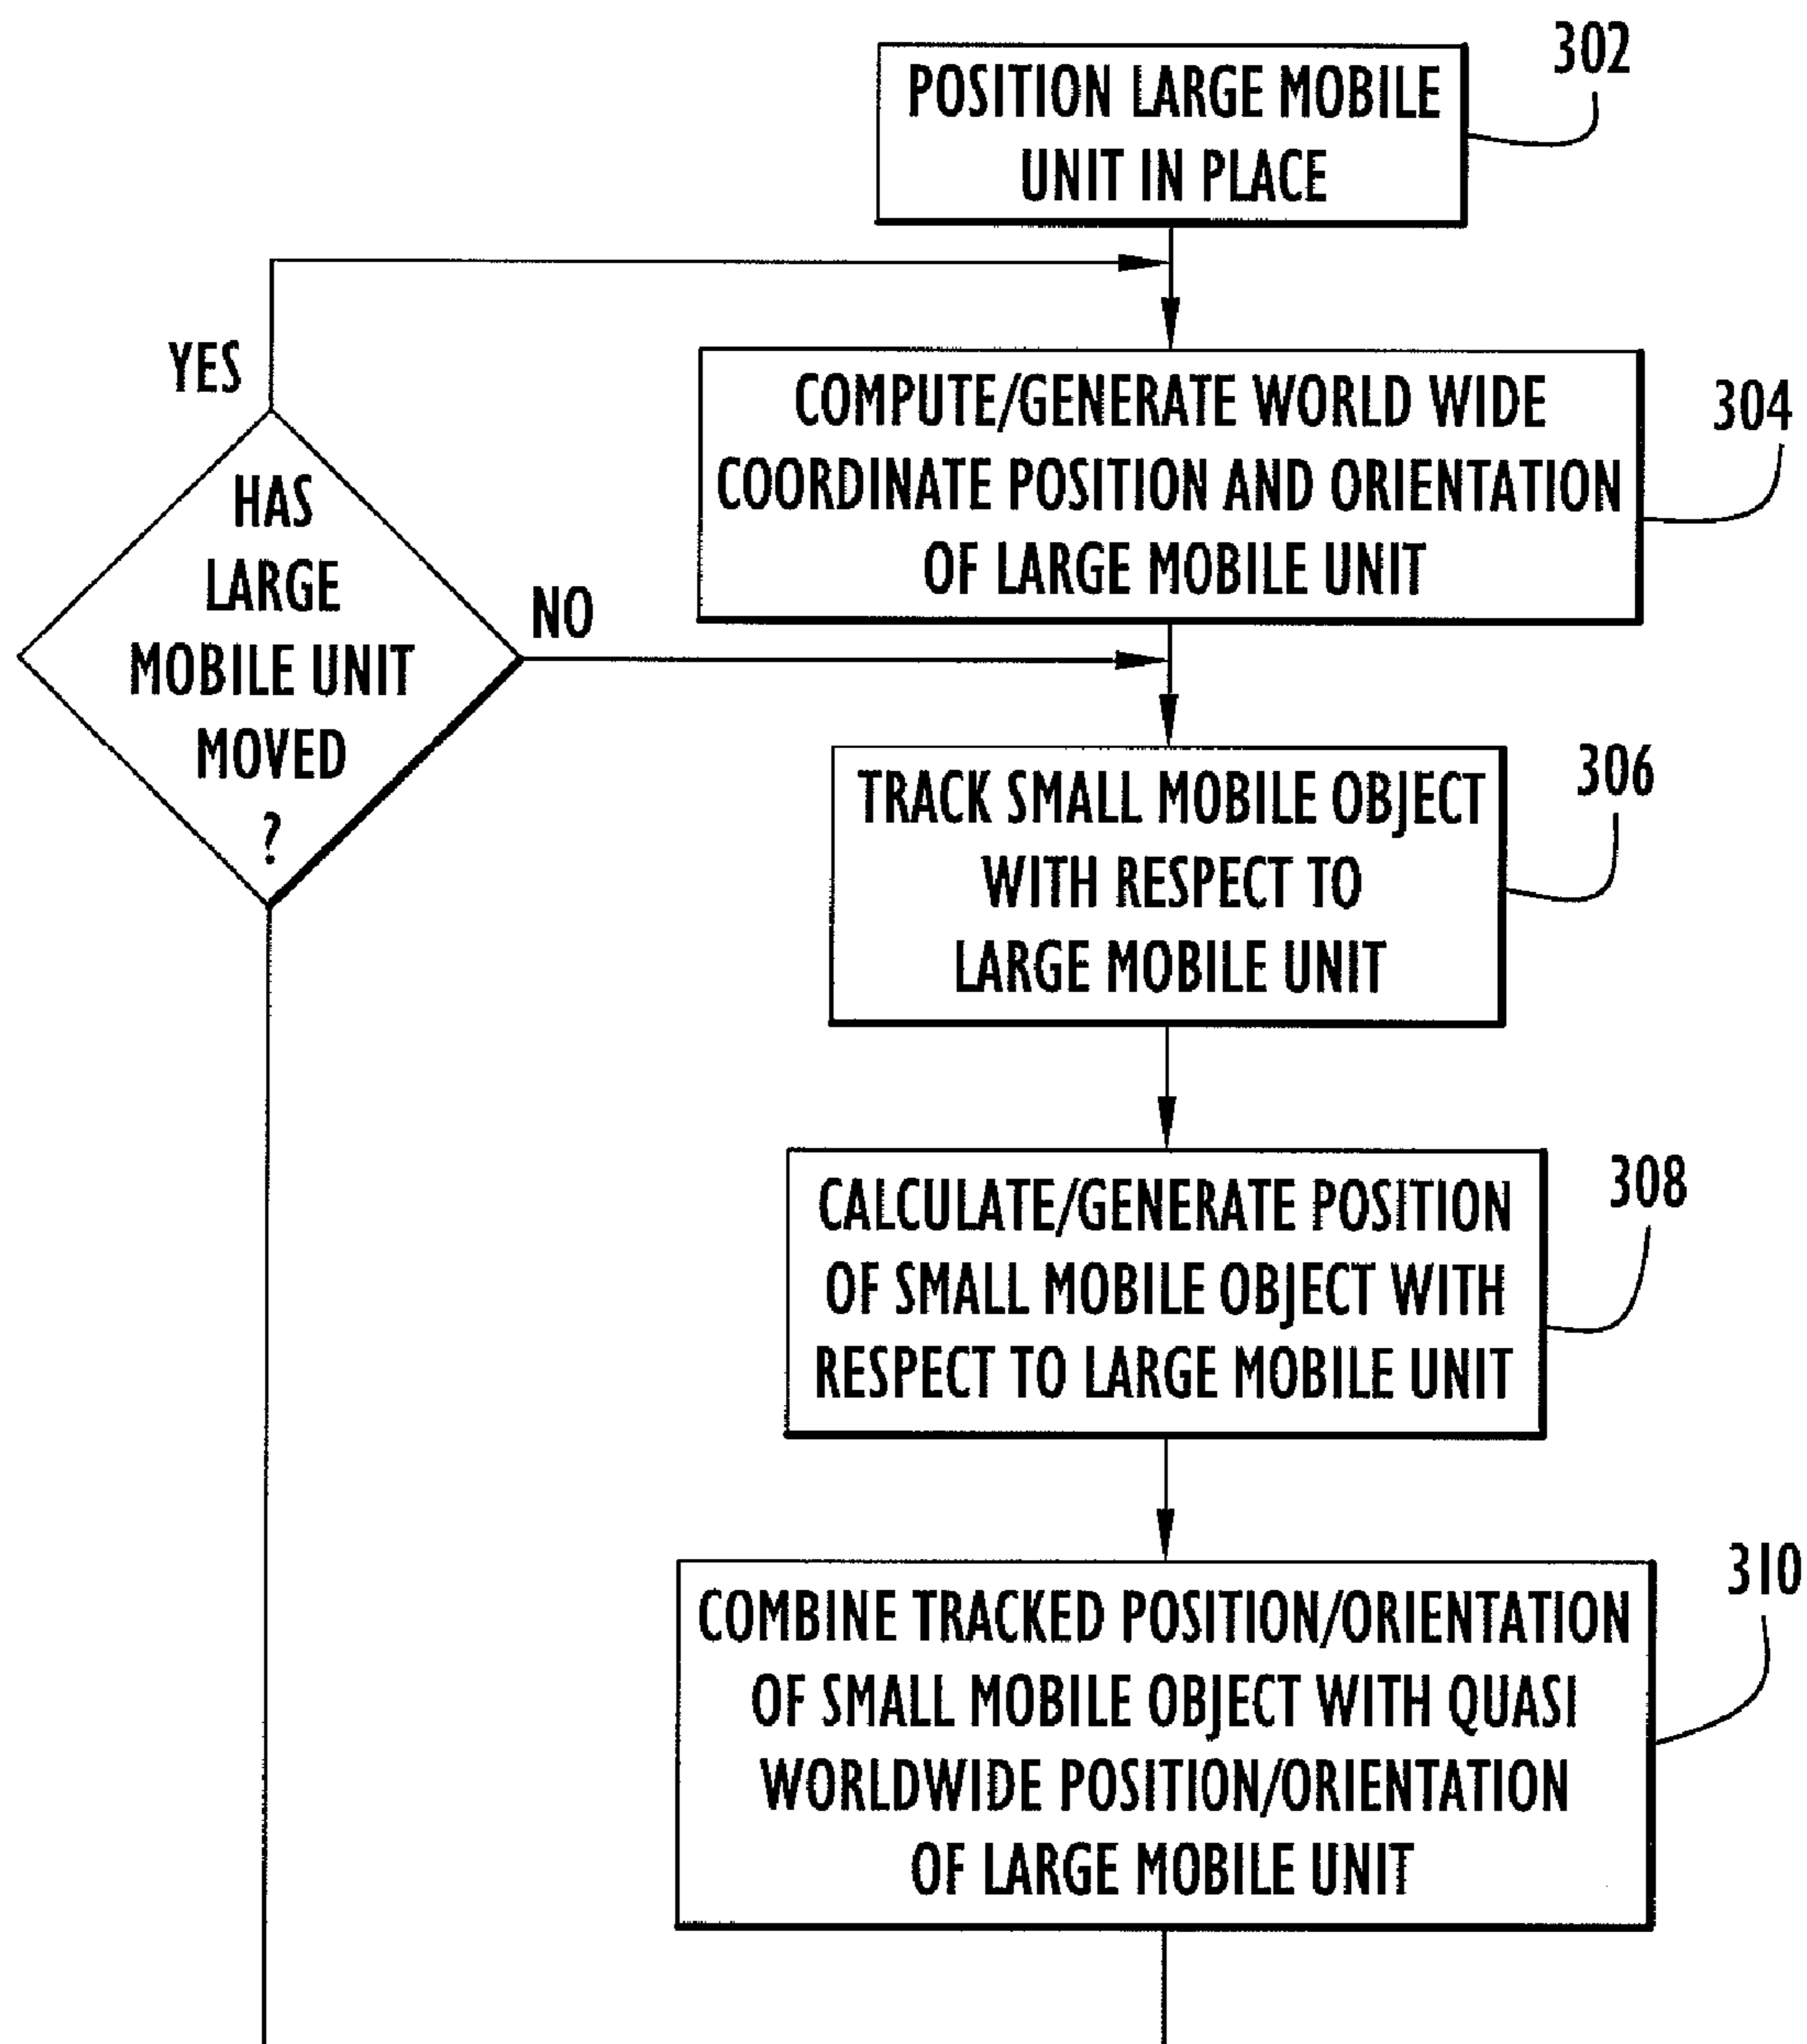 302
POSITION LARGE MOBILE
UNIT IN PLACE
YES
COMPUTE/GENERATE WORLD WIDE
COORDINATE POSITION AND ORIENTATION
OF LARGE MOBILE UNIT
304
HAS
LARGE
MOBILE UNIT
MOVED
?
NO
TRACK SMALL MOBILE OBJECT
WITH RESPECT TO
LARGE MOBILE UNIT
306
CALCULATE/GENERATE POSITION
OF SMALL MOBILE OBJECT WITH
RESPECT TO LARGE MOBILE UNIT
308
COMBINE TRACKED POSITION/ORIENTATION
OF SMALL MOBILE OBJECT WITH QUASI
WORLDWIDE POSITION/ORIENTATION
OF LARGE MOBILE UNIT
310